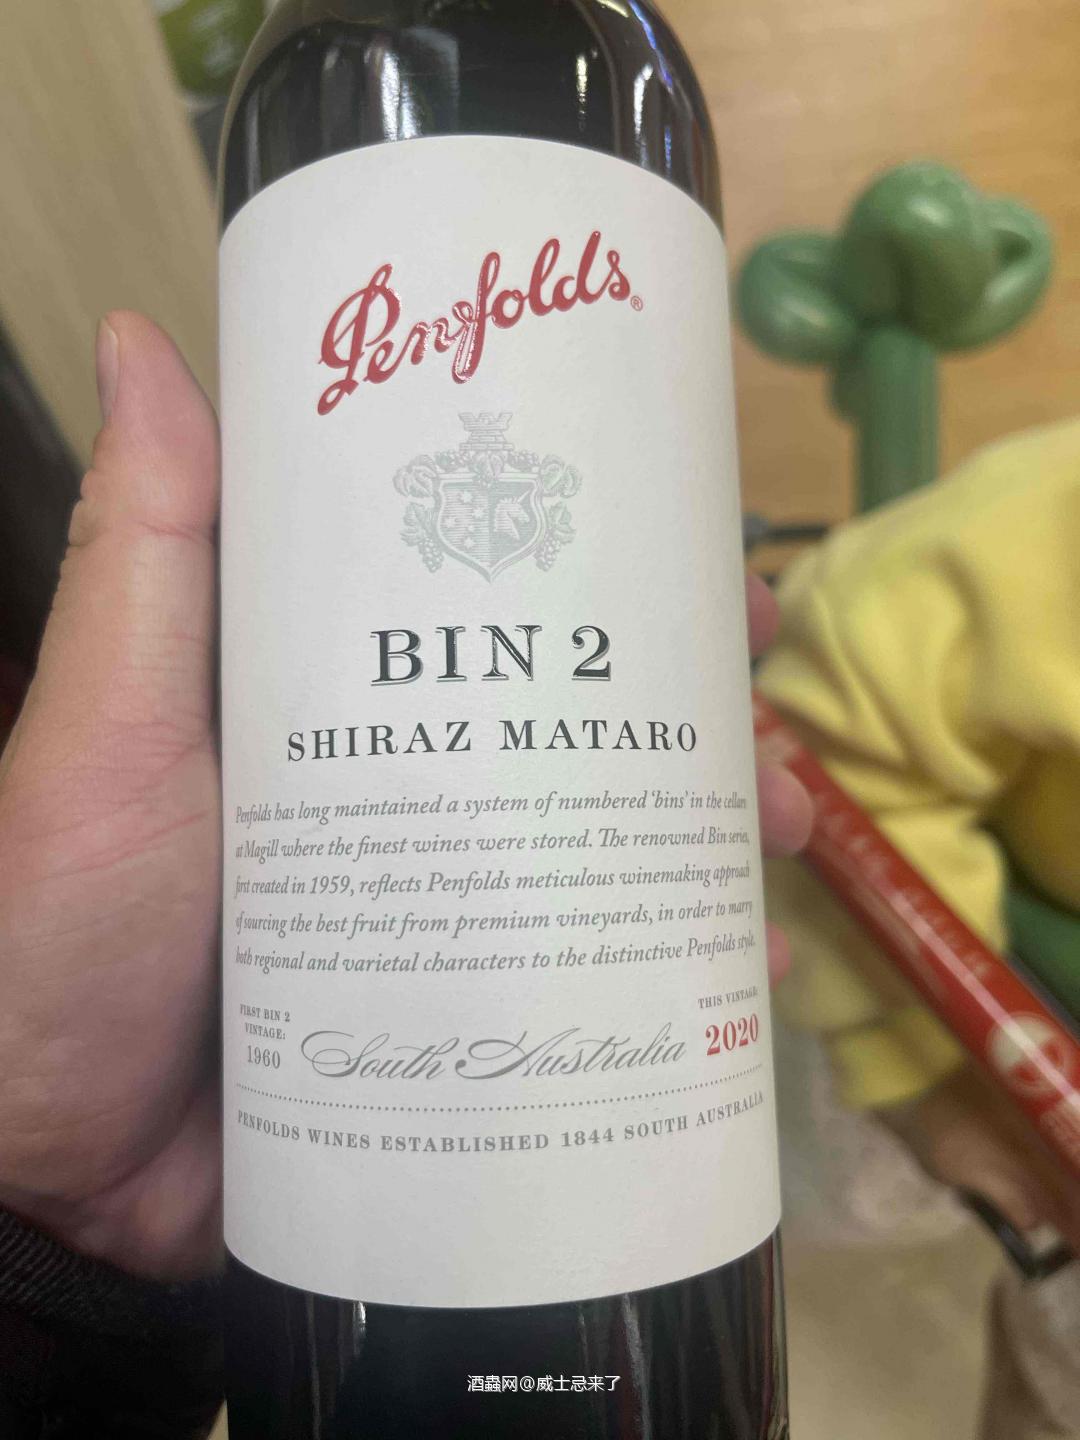 Penfolds®
BIN 2
SHIRAZ MATARO
Penfolds has long maintained a system of numbered 'bins' in the cellars
at Magill where the finest wines were stored. The renowned Bin series,
first created in 1959, reflects Penfolds meticulous winemaking approach
of sourcing the best fruit from premium vineyards, in order to marry
both regional and varietal characters to the distinctive Penfolds style.
FIRST BIN 2
VINTAGE:
1960
South Australia
THIS VINTAGE:
2020
PENFOLDS WINES ESTABLISHED 1844 SOUTH AUSTRALIA
酒蟲网@威士忌来了